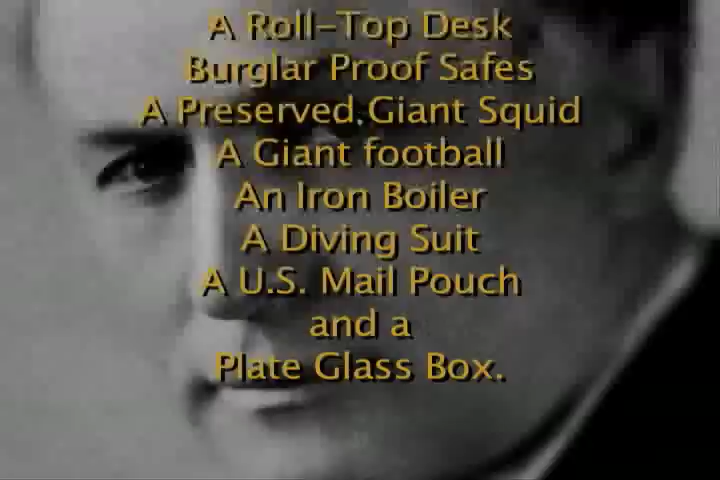 A Roll-Top Desk
Burglar Proof Safes
A Preserved Giant Squid
A Giant football
An Iron Boiler
A Diving Suit
A U.S. Mail Pouch
and a
Plate Glass Box.